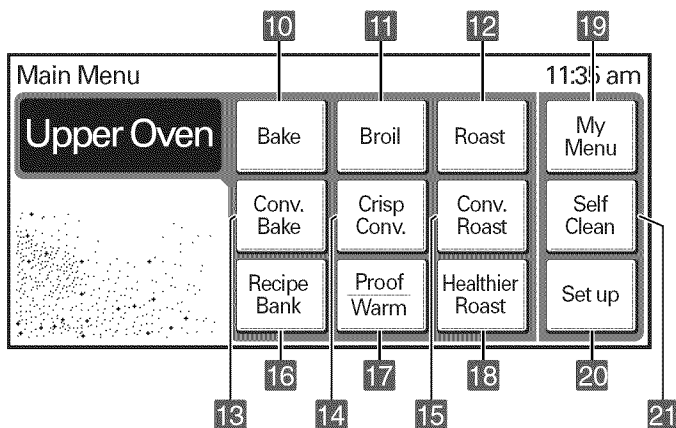 10 11 12 19
Main Menu 11:35 am
Upper Oven
Bake
Broil
Roast
My
Menu
Conv.
Bake
Crisp
Conv.
Conv.
Roast
Self
Clean
Recipe
Bank
Proof
Warm
Healthier
Roast
Set up
16 17 18 20
13 14 15 21